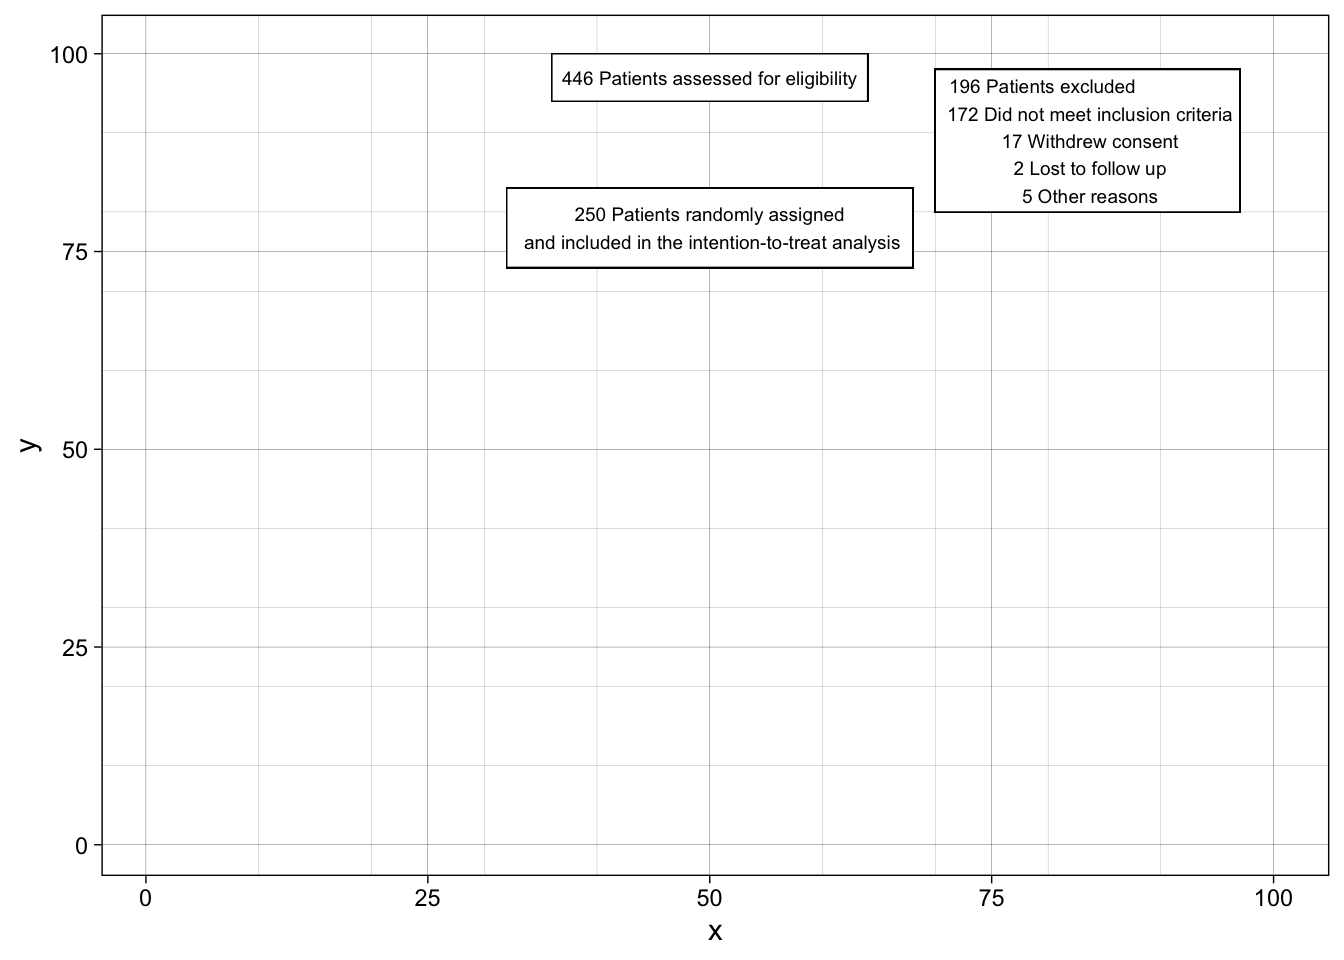 446 Patients assessed for eligibility
196 Patients excluded
172 Did not meet inclusion criteria
17 Withdrew consent
2 Lost to follow up
5 Other reasons
250 Patients randomly assigned
and included in the intention-to-treat analysis
100
75
50
25
0
y
0
25
50
75
100
x